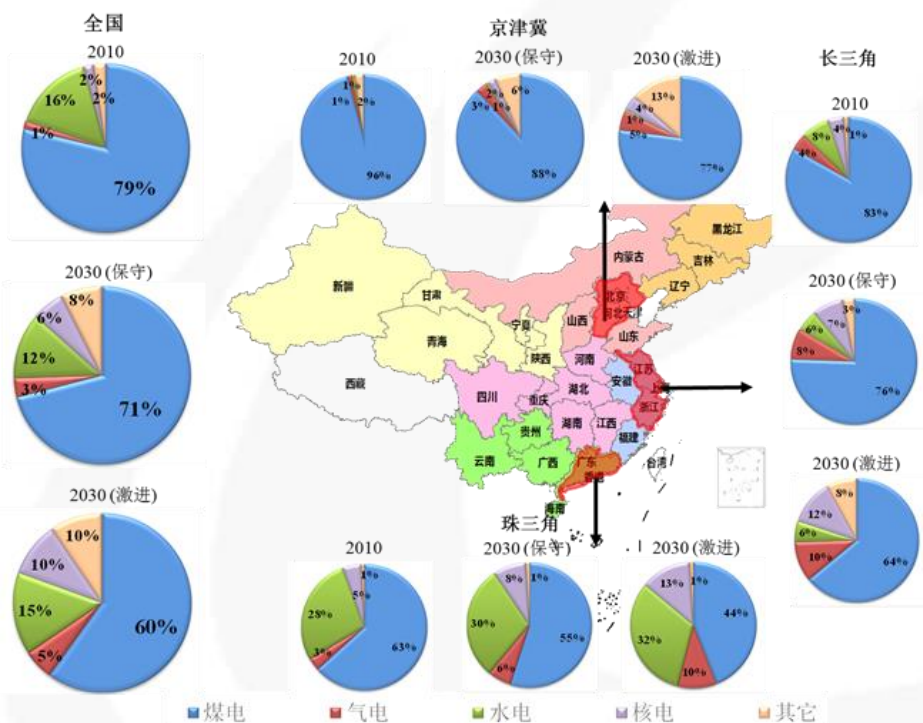 全国
2010
2%
2%
16%
1%
79%
2030 (保守)
8%
6%
12%
3%
71%
2030 (激进)
10%
10%
15%
5%
60%
京津冀
2010
1%
1%
2%
96%
2030 (保守)
6%
2%
3%
1%
88%
2030 (激进)
13%
4%
1%
5%
77%
长三角
2010
4%
1%
8%
4%
83%
2030 (保守)
3%
7%
6%
8%
76%
2030 (激进)
8%
12%
6%
10%
64%
黑龙江
吉林
辽宁
内蒙古
新疆
甘肃
北京
河北天津
宁夏
山西
青海
山东
陕西
河南
江苏
西藏
安徽
上
四川
湖北
重庆
浙江
湖南
江西
贵州
福建
云南
广西
广东
台湾
海南
珠三角
2010
1%
5%
28%
3%
63%
2030 (保守)
8%
1%
30%
6%
55%
2030 (激进)
13%
1%
44%
32%
10%
煤电
气电
水电
核电
其它